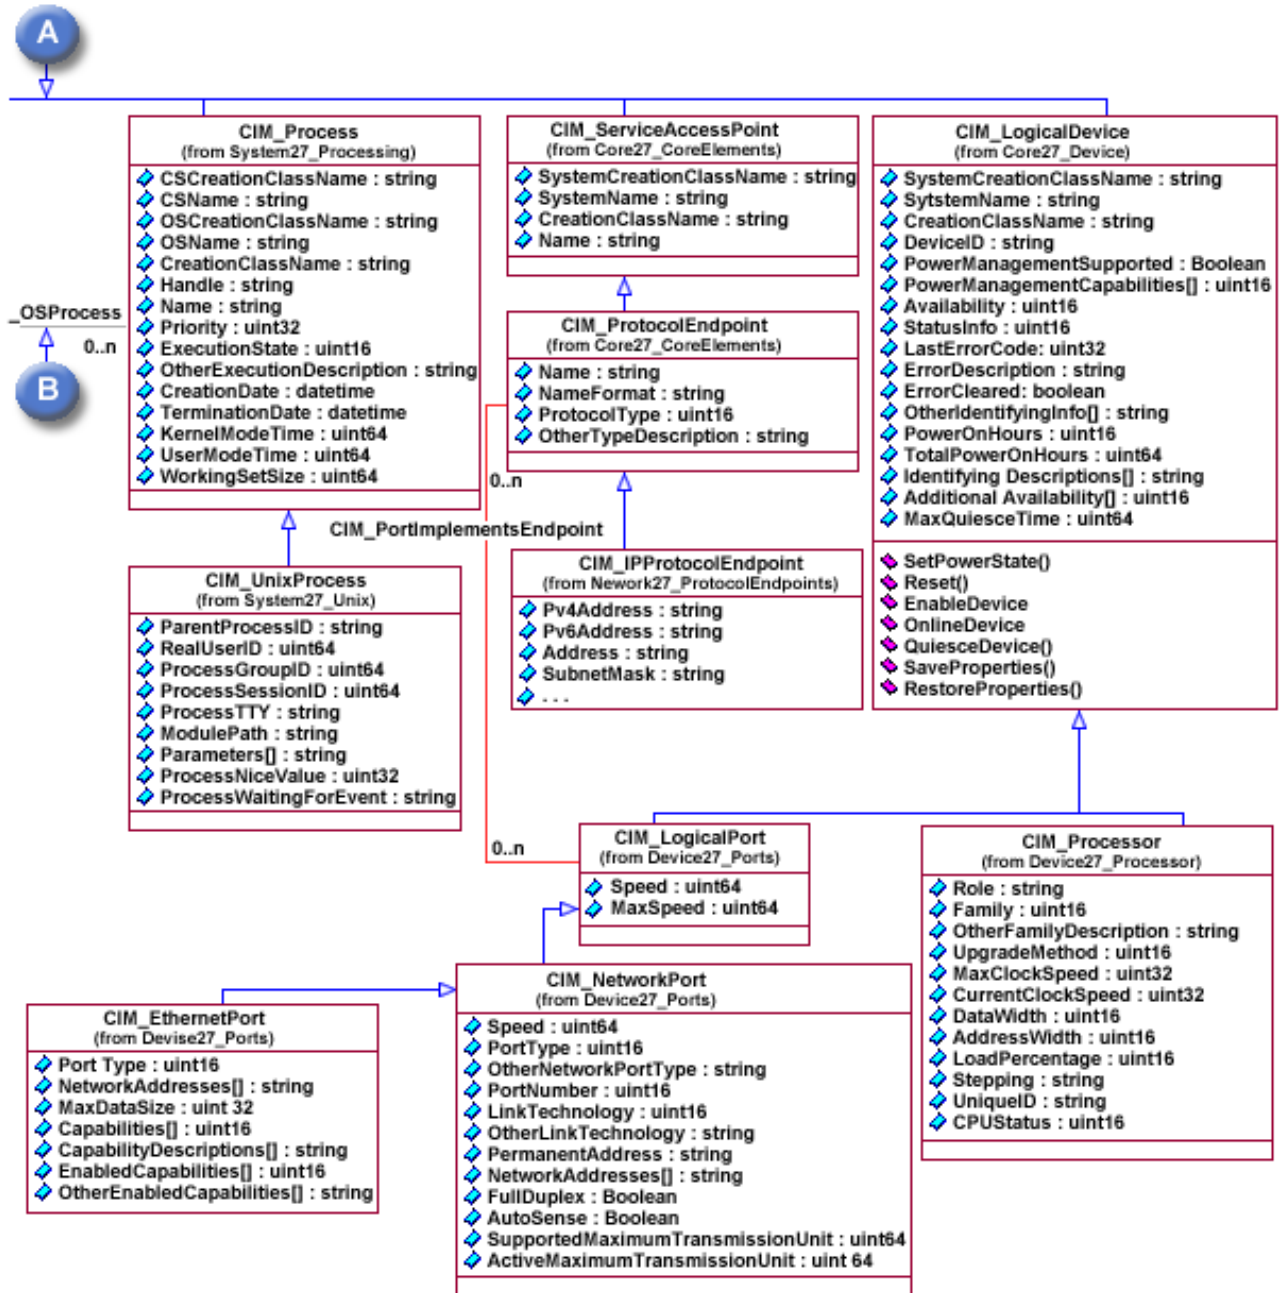 A
CIM_Process
(from System27_Processing)
CSCreationClassName : string
CSName : string
OSCreationClassName : string
OSName : string
CreationClassName : string
Handle : string
Name : string
Priority : uint32
ExecutionState : uint16
OtherExecutionDescription : string
CreationDate : datetime
TerminationDate : datetime
KernelModeTime : uint64
UserModeTime : uint64
WorkingSetSize : uint64
_OSProcess
0..n
B
CIM_ServiceAccessPoint
(from Core27_CoreElements)
SystemCreationClassName : string
SystemName : string
CreationClassName : string
Name : string
CIM_ProtocolEndpoint
(from Core27_CoreElements)
Name : string
NameFormat : string
ProtocolType : uint16
OtherTypeDescription : string
0..n
CIM_PortImplementsEndpoint
CIM_LogicalDevice
(from Core27_Device)
SystemCreationClassName : string
SytstemName : string
CreationClassName : string
DeviceID : string
PowerManagementSupported : Boolean
PowerManagementCapabilities[] : uint16
Availability : uint16
StatusInfo : uint16
LastErrorCode: uint32
ErrorDescription : string
ErrorCleared: boolean
OtherIdentifyingInfo[] : string
PowerOnHours : uint16
TotalPowerOnHours : uint64
Identifying Descriptions[] : string
Additional Availability[] : uint16
MaxQuiesceTime : uint64
SetPowerState()
Reset()
EnableDevice
OnlineDevice
QuiesceDevice()
SaveProperties()
RestoreProperties()
CIM_UnixProcess
(from System27_Unix)
ParentProcessID : string
RealUserID : uint64
ProcessGroupID : uint64
ProcessSessionID : uint64
ProcessTTY : string
ModulePath : string
Parameters[] : string
ProcessNiceValue : uint32
ProcessWaitingForEvent : string
CIM_IPProtocolEndpoint
(from Nework27_ProtocolEndpoints)
Pv4Address : string
Pv6Address : string
Address : string
SubnetMask : string
. . .
0..n
CIM_LogicalPort
(from Device27_Ports)
Speed : uint64
MaxSpeed : uint64
CIM_Processor
(from Device27_Processor)
Role : string
Family : uint16
OtherFamilyDescription : string
UpgradeMethod : uint16
MaxClockSpeed : uint32
CurrentClockSpeed : uint32
DataWidth : uint16
AddressWidth : uint16
LoadPercentage : uint16
Stepping : string
UniqueID : string
CPUStatus : uint16
CIM_EthernetPort
(from Devise27_Ports)
Port Type : uint16
NetworkAddresses[] : string
MaxDataSize : uint 32
Capabilities[] : uint16
CapabilityDescriptions[] : string
EnabledCapabilities[] : uint16
OtherEnabledCapabilities[] : string
CIM_NetworkPort
(from Device27_Ports)
Speed : uint64
PortType : uint16
OtherNetworkPortType : string
PortNumber : uint16
LinkTechnology : uint16
OtherLinkTechnology : string
PermanentAddress : string
NetworkAddresses[] : string
FullDuplex : Boolean
AutoSense : Boolean
SupportedMaximumTransmissionUnit : uint64
ActiveMaximumTransmissionUnit : uint 64